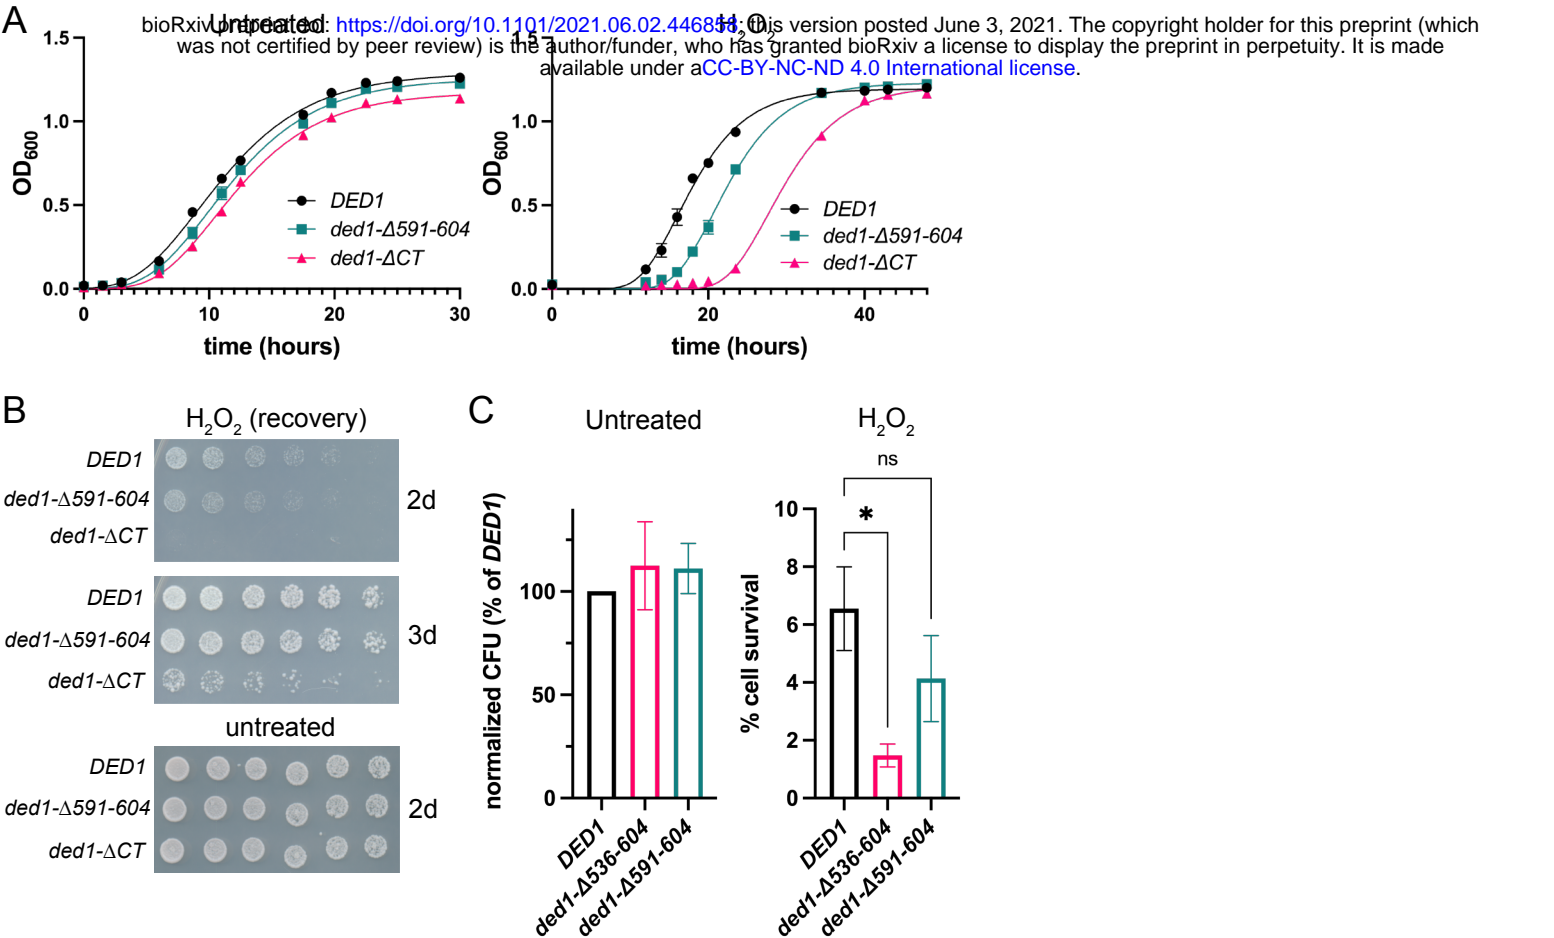 A
Untreated
H2O2
bioRxiv preprint doi: https://doi.org/10.1101/2021.06.02.446858; this version posted June 3, 2021. The copyright holder for this preprint (which
was not certified by peer review) is the author/funder, who has granted bioRxiv a license to display the preprint in perpetuity. It is made
available under aCC-BY-NC-ND 4.0 International license.
OD600
1.5
1.0
0.5
0.0
0 10 20 30
time (hours)
DED1
ded1-Δ591-604
ded1-ΔCT
OD600
1.5
1.0
0.5
0.0
0 20 40
time (hours)
DED1
ded1-Δ591-604
ded1-ΔCT
B
H2O2 (recovery)
DED1
ded1-Δ591-604
ded1-ΔCT
2d
DED1
ded1-Δ591-604
ded1-ΔCT
3d
untreated
DED1
ded1-Δ591-604
ded1-ΔCT
2d
C
Untreated
normalized CFU (% of DED1)
100
50
0
DED1
ded1-Δ536-604
ded1-Δ591-604
H2O2
ns
*
% cell survival
10
8
6
4
2
0
DED1
ded1-Δ536-604
ded1-Δ591-604